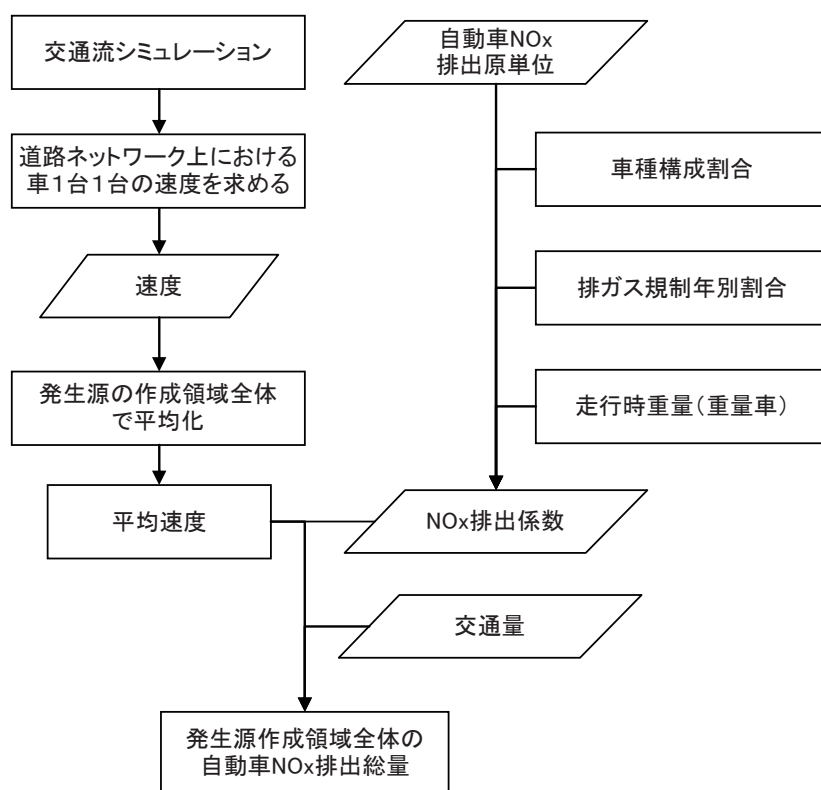 交通流シミュレーション
道路ネットワーク上における
車１台１台の速度を求める
速度
発生源の作成領域全体
で平均化
平均速度
自動車NOx
排出原単位
車種構成割合
排ガス規制年別割合
走行時重量（重量車）
NOx排出係数
交通量
発生源作成領域全体の
自動車NOx排出総量